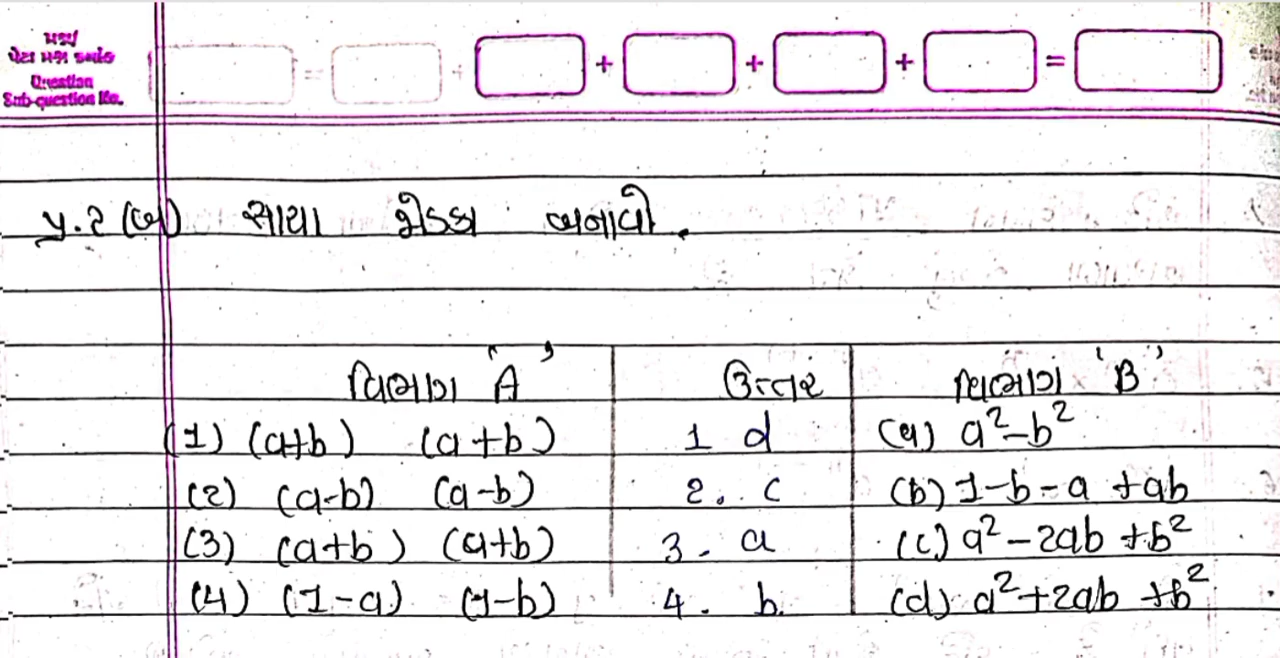 પ્રશ્ન
પેટા પ્રશ્ન ક્રમાંક
Question
Sub-question No.
+ + + =
પ્ર.૨ (બ) સાચા જોડકા બનાવો.
વિભાગ 'A' ઉત્તર વિભાગ 'B'
(1) (a+b) (a+b) 1 d (a) a²-b²
(2) (a-b) (a-b) 2. c (b) 1-b-a+ab
(3) (a+b) (a+b) 3. a (c) a²-2ab+b²
(4) (1-a) (1-b) 4. b. (d) a²+2ab+b²